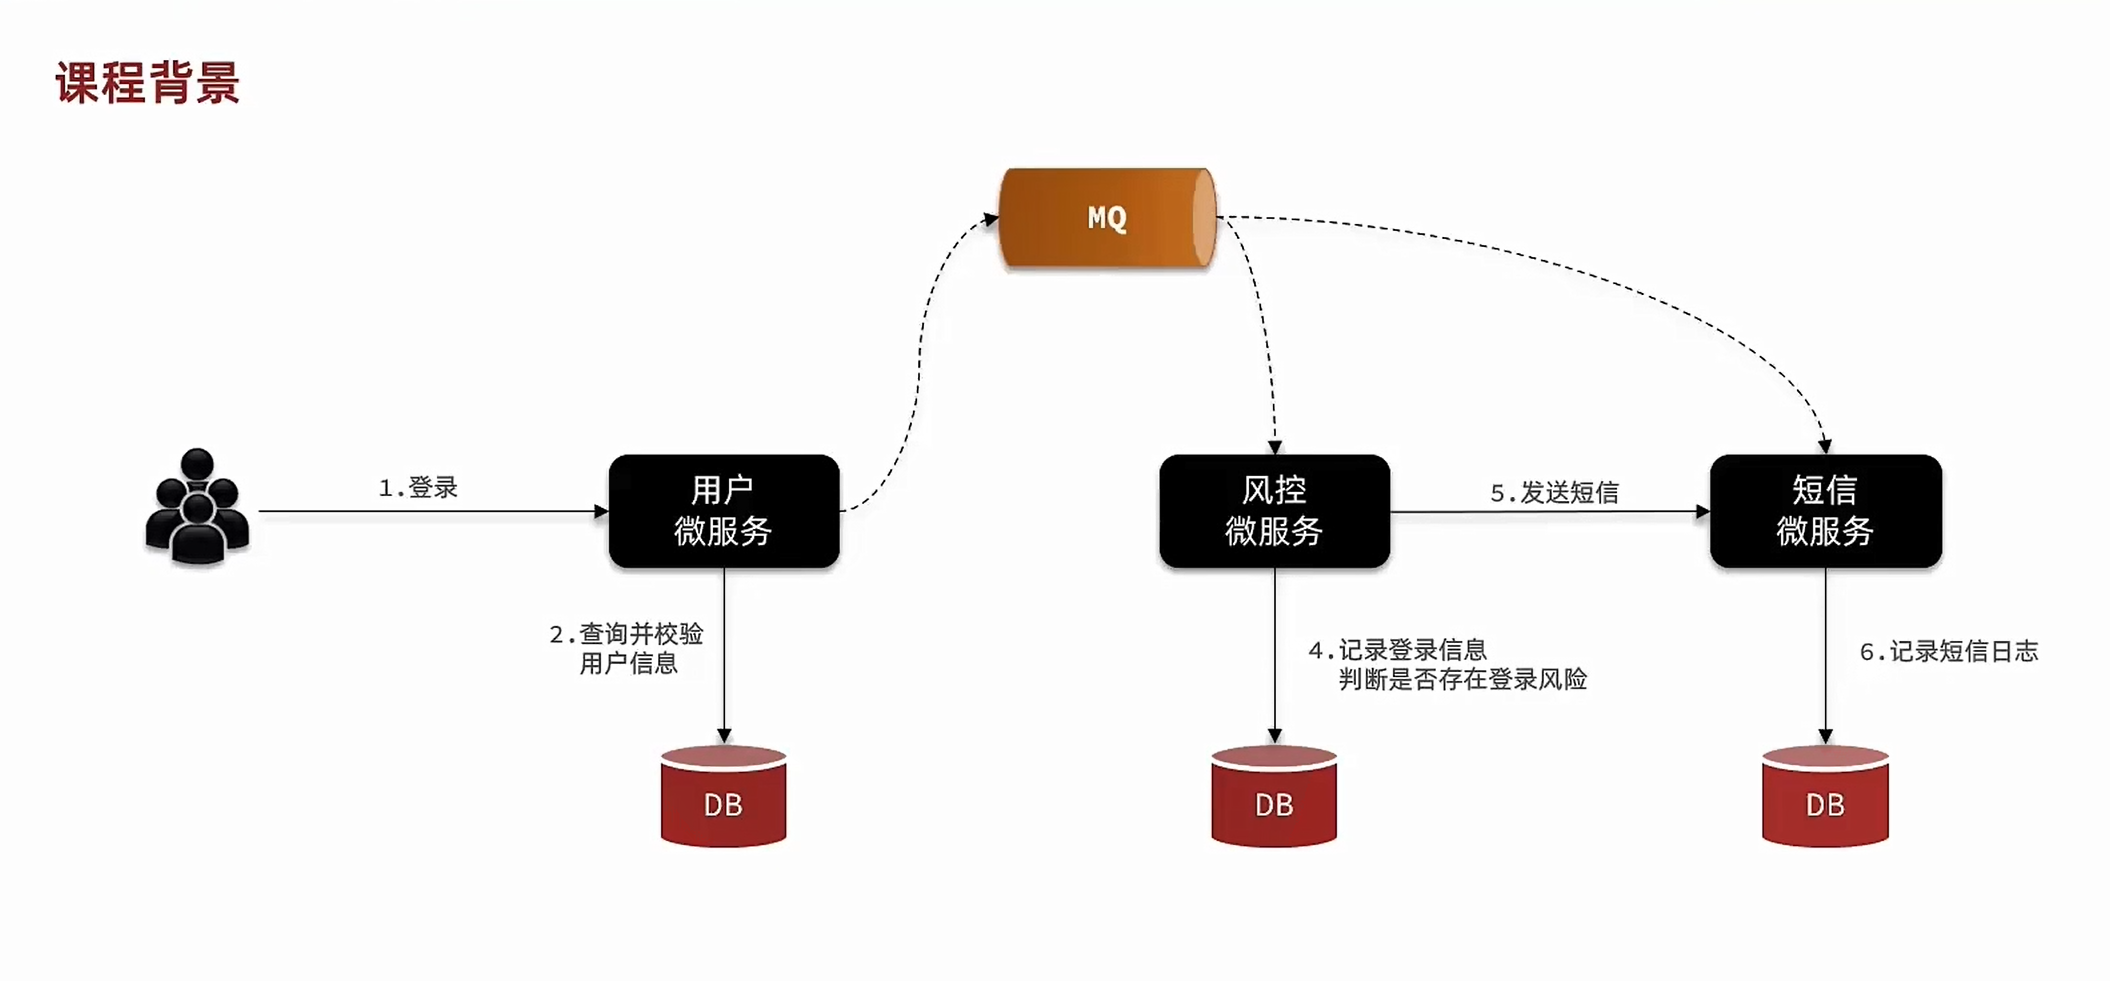 课程背景
MQ
1.登录
用户
微服务
风控
微服务
5.发送短信
短信
微服务
2.查询并校验
用户信息
4.记录登录信息
判断是否存在登录风险
6.记录短信日志
DB
DB
DB